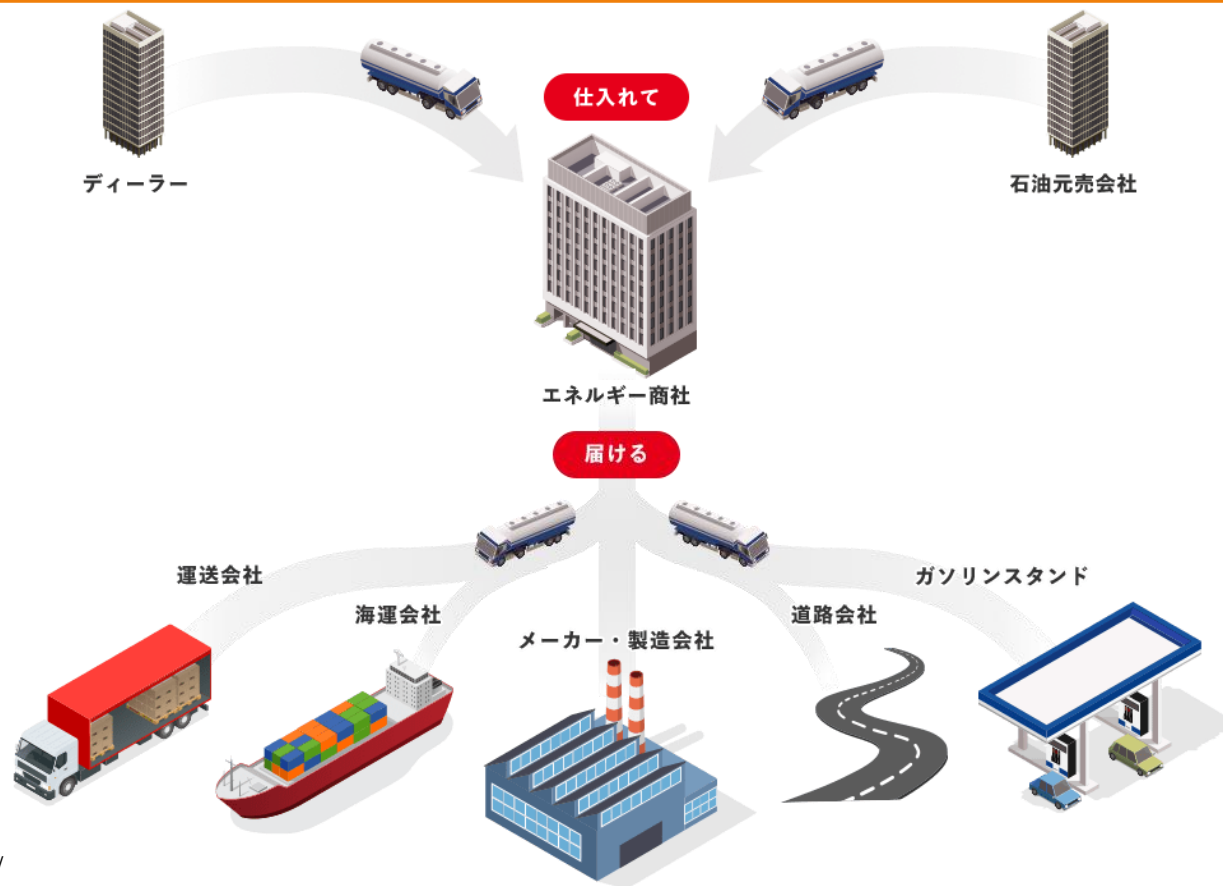 仕入れて
ディーラー
石油元売会社
エネルギー商社
届ける
運送会社
ガソリンスタンド
海運会社
道路会社
メーカー・製造会社
/